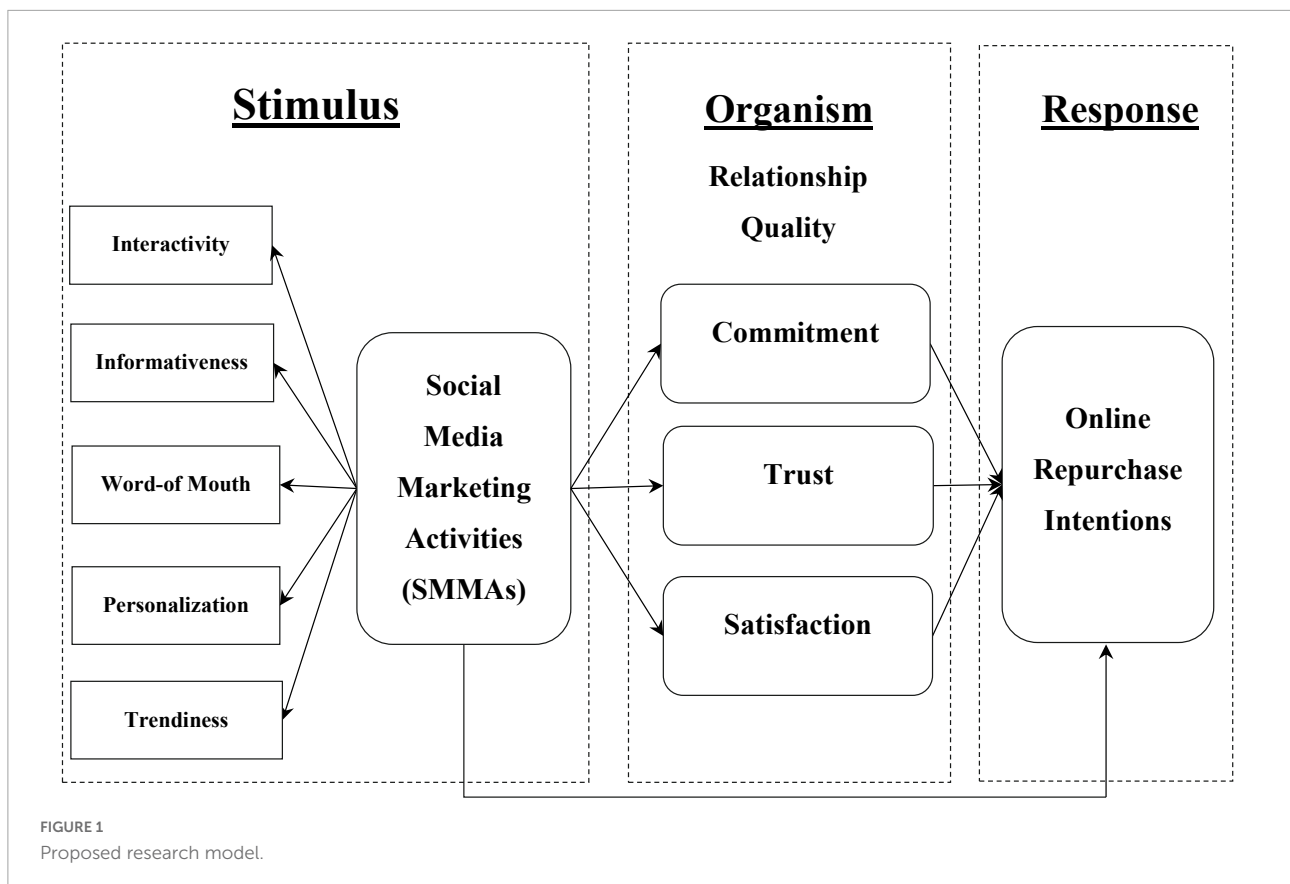 Stimulus
Interactivity
Informativeness
Word-of Mouth
Personalization
Trendiness
Social
Media
Marketing
Activities
(SMMAs)
Organism
Relationship
Quality
Commitment
Trust
Satisfaction
Response
Online
Repurchase
Intentions
FIGURE 1
Proposed research model.